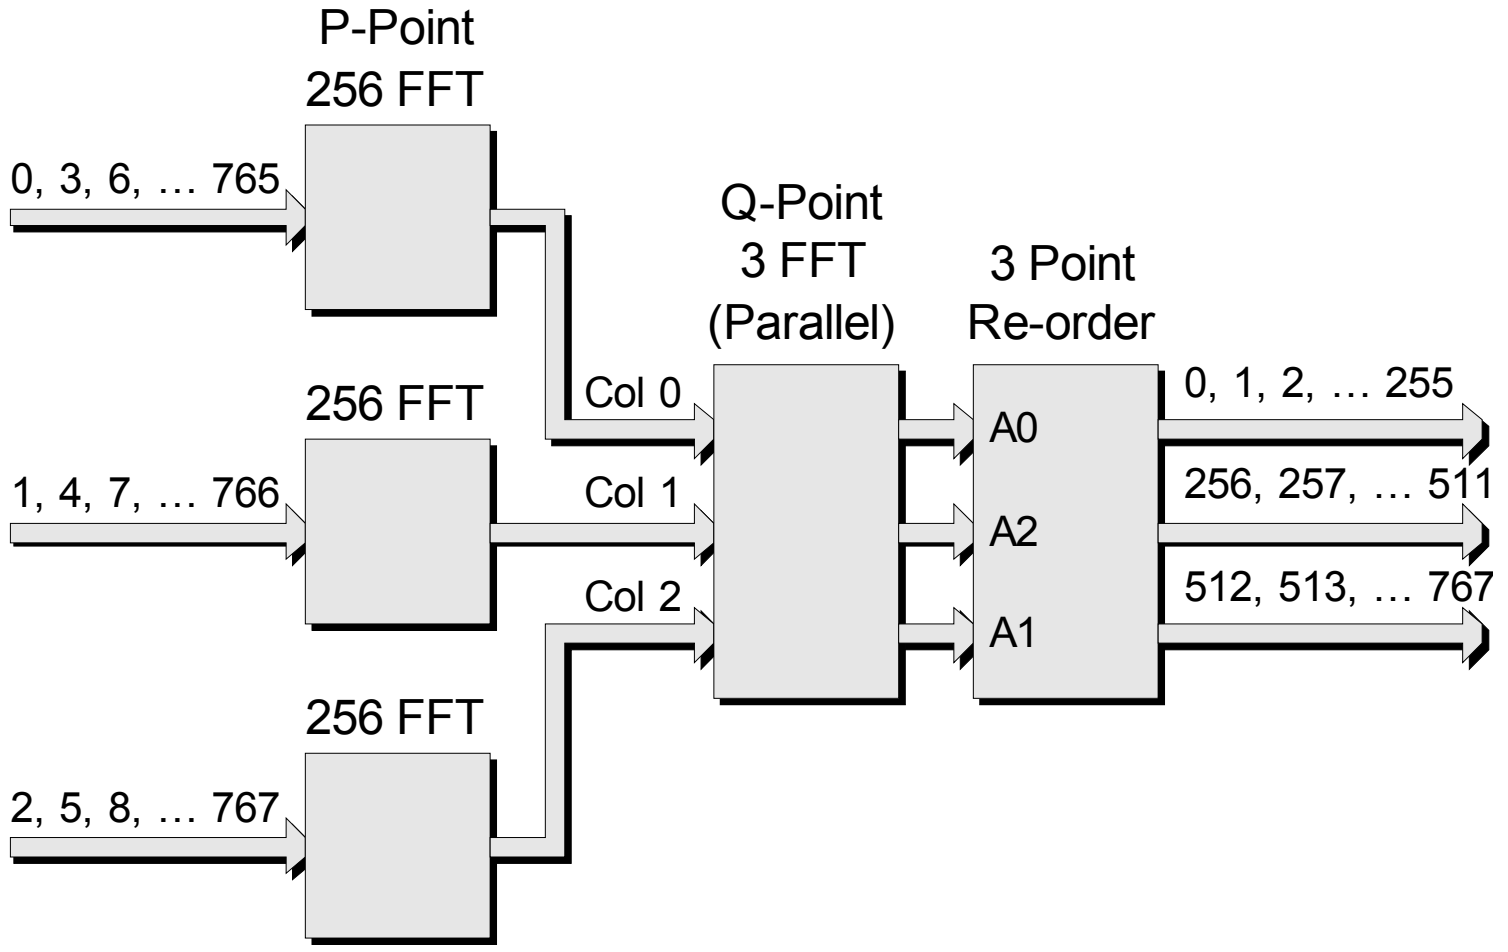 P-Point
256 FFT
0, 3, 6, … 765
Q-Point
3 FFT
(Parallel)
3 Point
Re-order
256 FFT
Col 0
A0
0, 1, 2, … 255
1, 4, 7, … 766
Col 1
A2
256, 257, … 511
Col 2
A1
512, 513, … 767
256 FFT
2, 5, 8, … 767